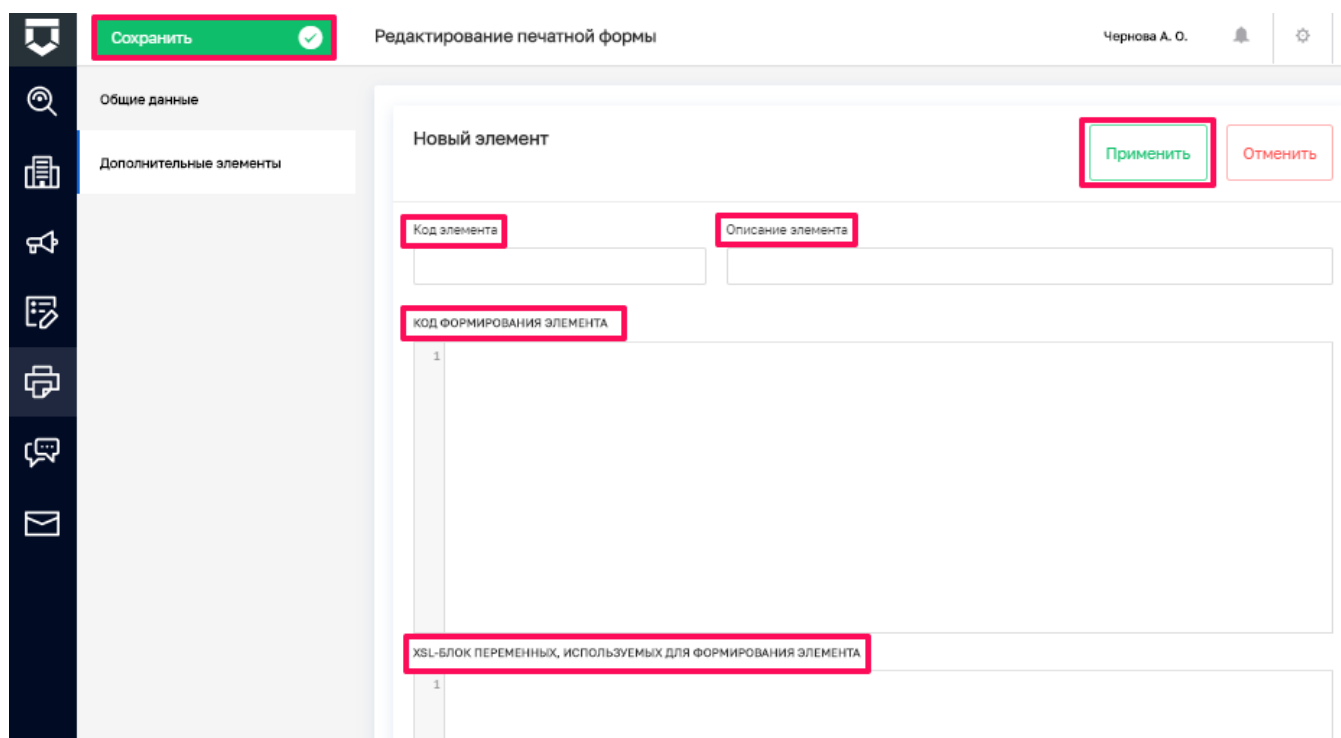 Сохранить
Редактирование печатной формы
Чернова А. О.
Общие данные
Дополнительные элементы
Новый элемент
Применить
Отменить
Код элемента
Описание элемента
КОД ФОРМИРОВАНИЯ ЭЛЕМЕНТА
1
XSL-БЛОК ПЕРЕМЕННЫХ, ИСПОЛЬЗУЕМЫХ ДЛЯ ФОРМИРОВАНИЯ ЭЛЕМЕНТА
1